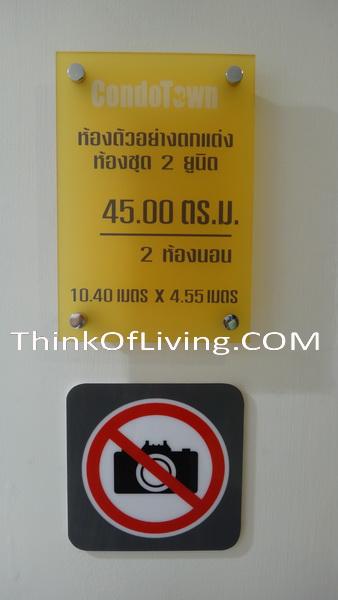 CondoTown
ห้องตัวอย่างตกแต่ง
ห้องชุด 2 ยูนิต
45.00 ตร.ม.
2 ห้องนอน
10.40 เมตร X 4.55 เมตร
ThinkOfLiving.COM